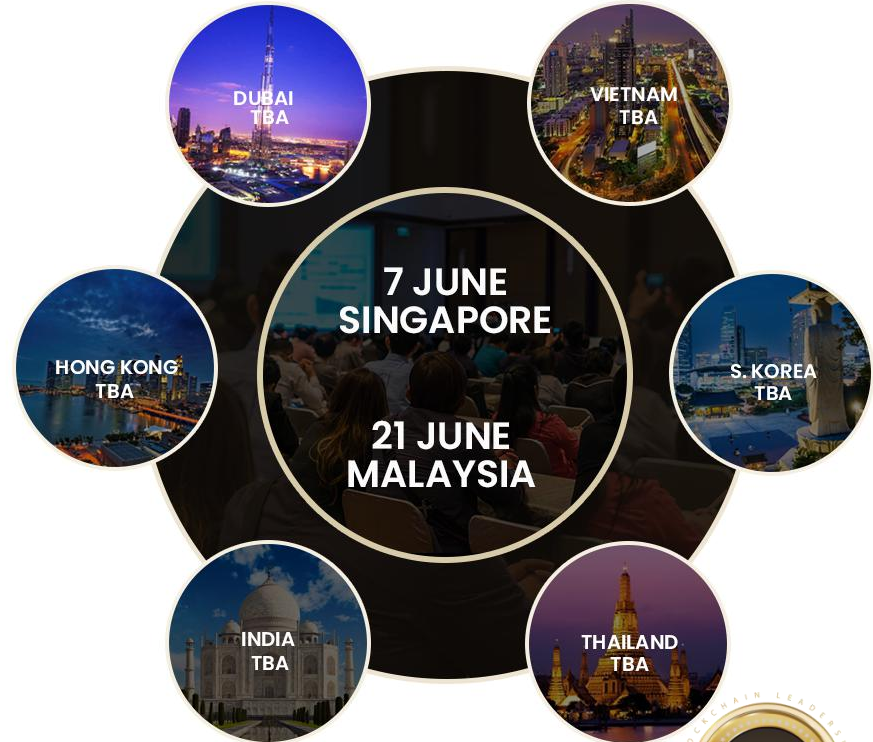 DUBAI
TBA
VIETNAM
TBA
7 JUNE
SINGAPORE
HONG KONG
TBA
S. KOREA
TBA
21 JUNE
MALAYSIA
INDIA
TBA
THAILAND
TBA